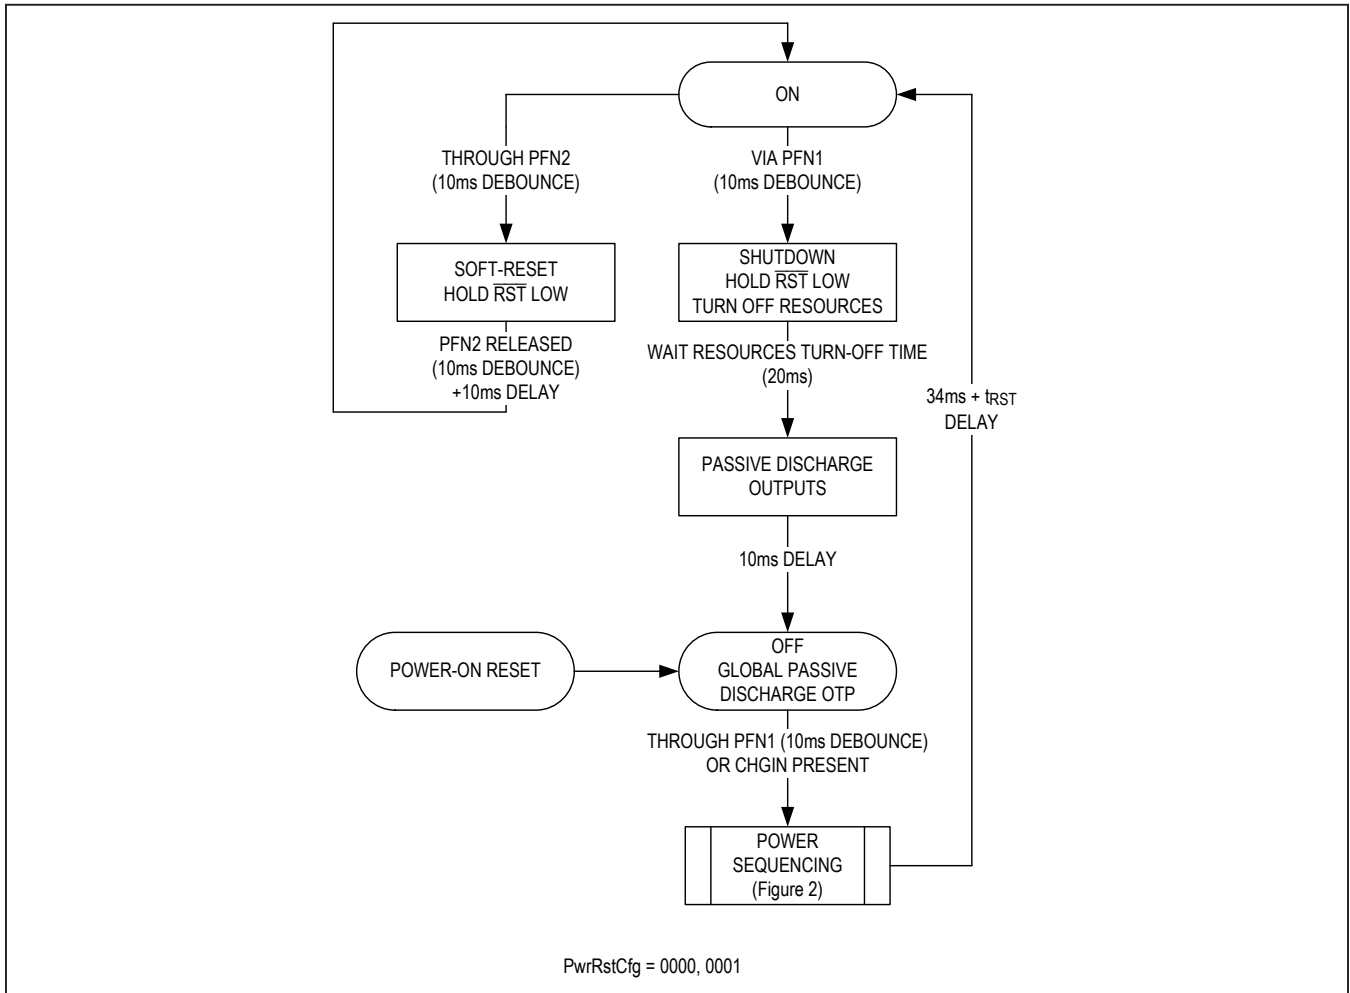 ON
THROUGH PFN2
(10ms DEBOUNCE)
VIA PFN1
(10ms DEBOUNCE)
SOFT-RESET
HOLD R̅S̅T̅ LOW
SHUTDOWN
HOLD R̅S̅T̅ LOW
TURN OFF RESOURCES
PFN2 RELEASED
(10ms DEBOUNCE)
+10ms DELAY
WAIT RESOURCES TURN-OFF TIME
(20ms)
34ms + tRST
DELAY
PASSIVE DISCHARGE
OUTPUTS
10ms DELAY
POWER-ON RESET
OFF
GLOBAL PASSIVE
DISCHARGE OTP
THROUGH PFN1 (10ms DEBOUNCE)
OR CHGIN PRESENT
POWER
SEQUENCING
(Figure 2)
PwrRstCfg = 0000, 0001